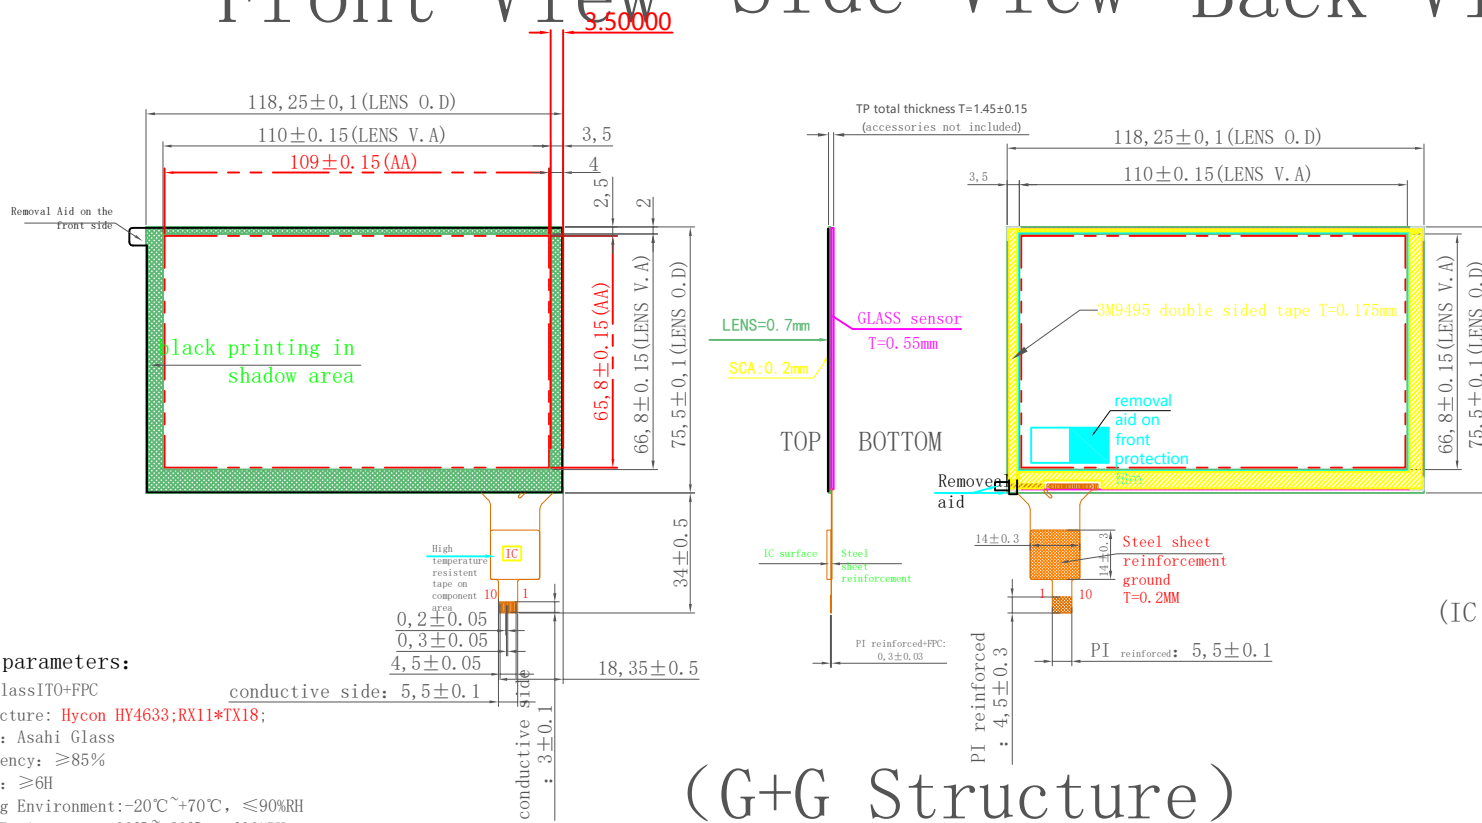 Front View
Side View
Back Vi
3.50000
118,25±0,1(LENS O.D)
110±0.15(LENS V.A)
3,5
109±0.15(AA)
4
2,5
2
Removal Aid on the
front side
black printing in
shadow area
65,8±0.15(AA)
66,8±0.15(LENS V.A)
75,5±0,1(LENS O.D)
34±0.5
High
temperature
resistent
tape on
component
area
IC
10
1
0,2±0.05
0,3±0.05
4,5±0.05
18,35±0.5
conductive side: 5,5±0.1
conductive side
: 3±0.1
TP total thickness T=1.45±0.15
(accessories not included)
LENS=0.7mm
GLASS sensor
T=0.55mm
SCA:0.2mm
TOP
BOTTOM
IC surface
Steel
sheet
reinforcement
PI reinforced+FPC:
0,3±0.03
118,25±0,1(LENS O.D)
3,5
110±0.15(LENS V.A)
3M9495 double sided tape T=0.175mm
66,8±0.15(LENS V.A)
75,5±0,1(LENS O.D)
removal
aid on
front
protection
film
Removeal
aid
14±0.3
14±0.3
Steel sheet
reinforcement
ground
T=0.2MM
1
10
(IC
PI reinforced: 5,5±0.1
PI reinforced
: 4,5±0.3
parameters:
lassITO+FPC
cture: Hycon HY4633;RX11*TX18;
: Asahi Glass
ency: ≥85%
: ≥6H
g Environment:-20℃~+70℃, ≤90%RH
(G+G Structure)